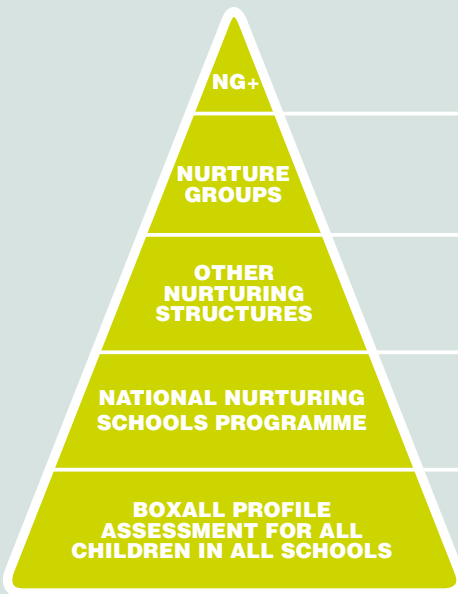 NG+
NURTURE
GROUPS
OTHER
NURTURING
STRUCTURES
NATIONAL NURTURING
SCHOOLS PROGRAMME
BOXALL PROFILE
ASSESSMENT FOR ALL
CHILDREN IN ALL SCHOOLS